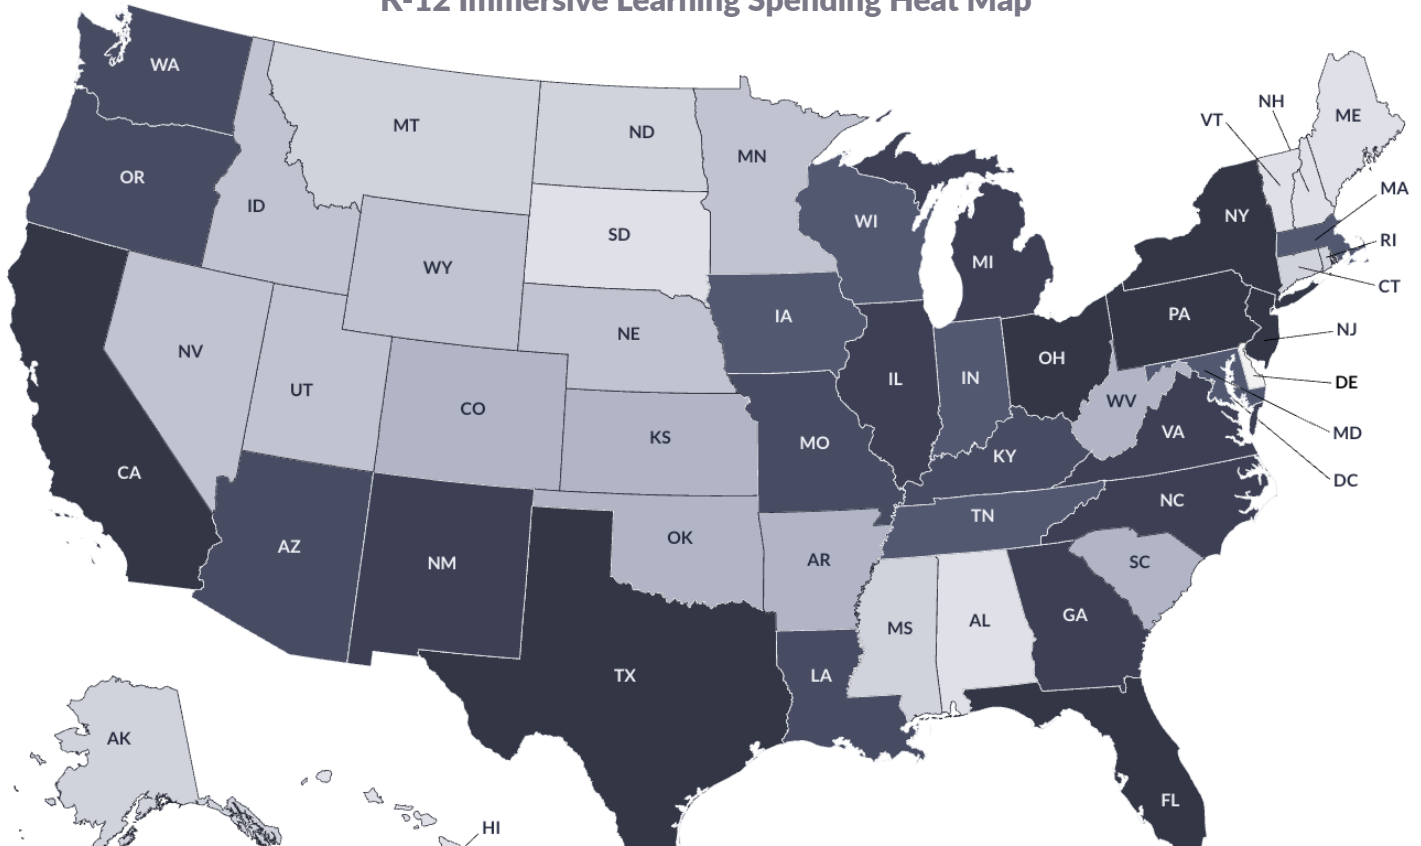 K-12 Immersive Learning Spending Heat Map
WA
NH
ME
VT
MT
ND
MN
OR
MA
ID
NY
WI
SD
RI
WY
MI
CT
PA
IA
NJ
NE
NV
OH
IN
IL
DE
UT
WV
CO
MD
KS
VA
MO
KY
CA
DC
NC
TN
OK
AZ
AR
NM
SC
GA
AL
MS
TX
LA
AK
FL
HI